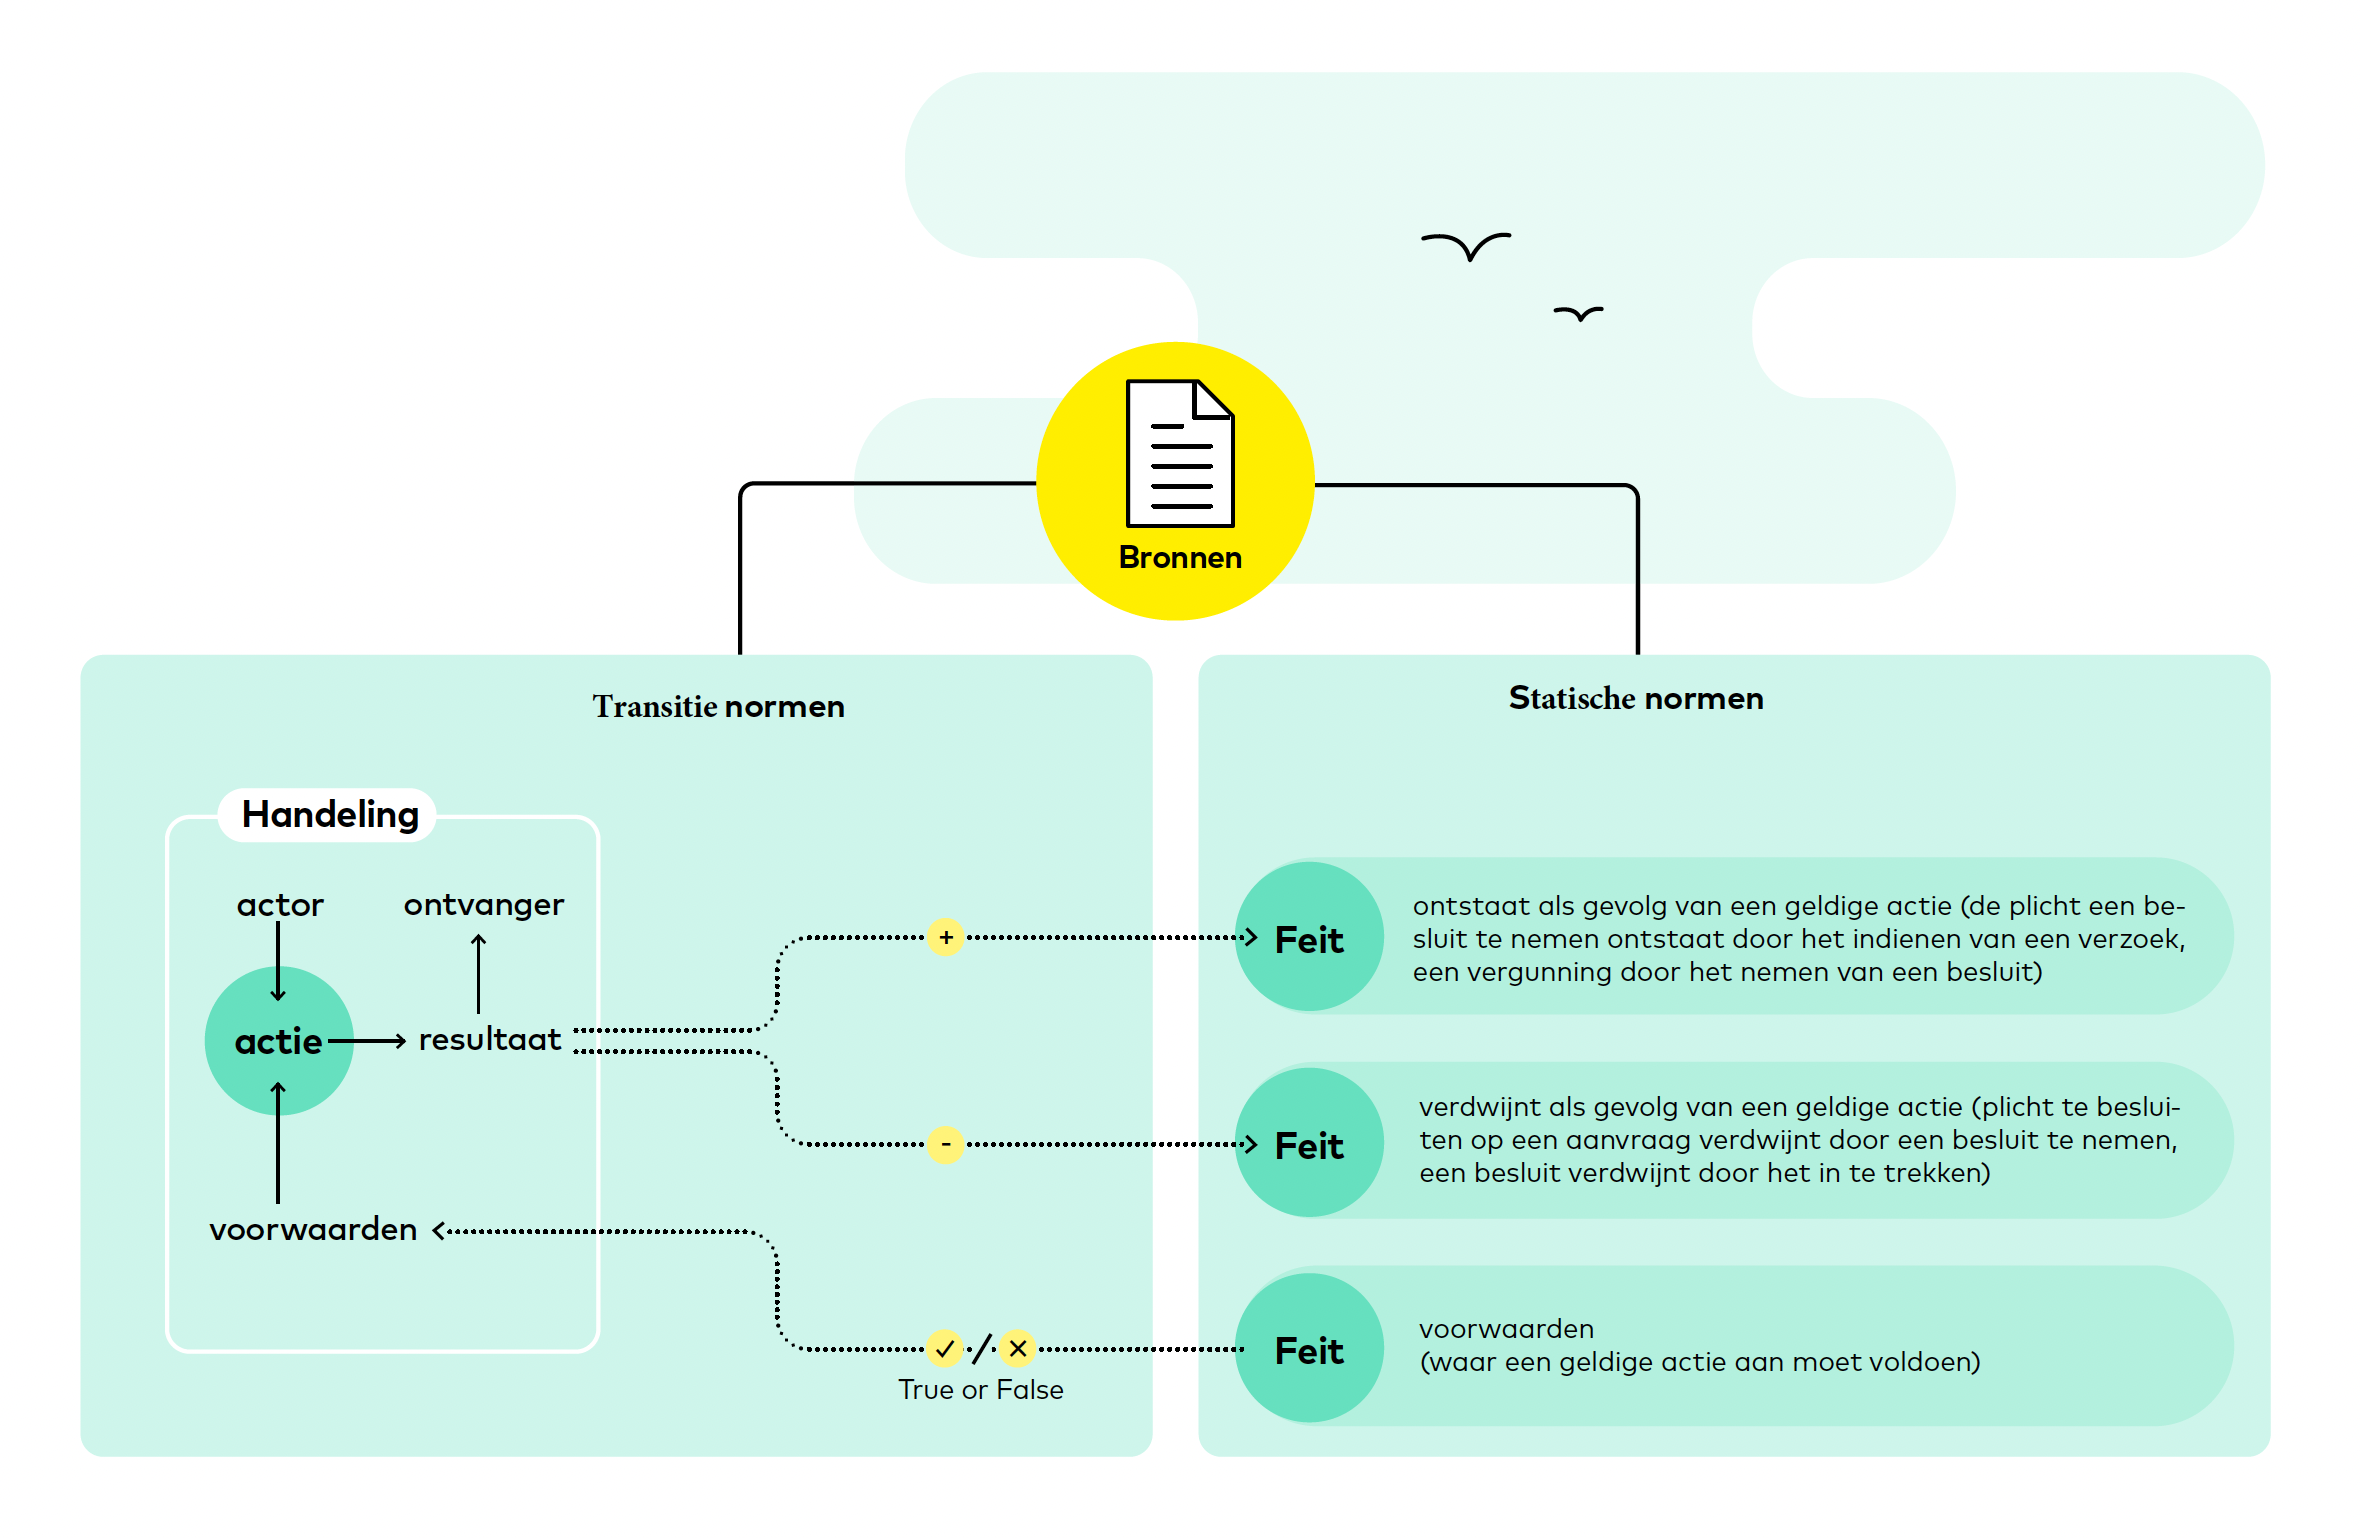 Bronnen
Transitie normen
Handeling
actor
ontvanger
actie
resultaat
voorwaarden
+
-
True or False
Statische normen
Feit
ontstaat als gevolg van een geldige actie (de plicht een be-
sluit te nemen ontstaat door het indienen van een verzoek,
een vergunning door het nemen van een besluit)
Feit
verdwijnt als gevolg van een geldige actie (plicht te beslui-
ten op een aanvraag verdwijnt door een besluit te nemen,
een besluit verdwijnt door het in te trekken)
Feit
voorwaarden
(waar een geldige actie aan moet voldoen)